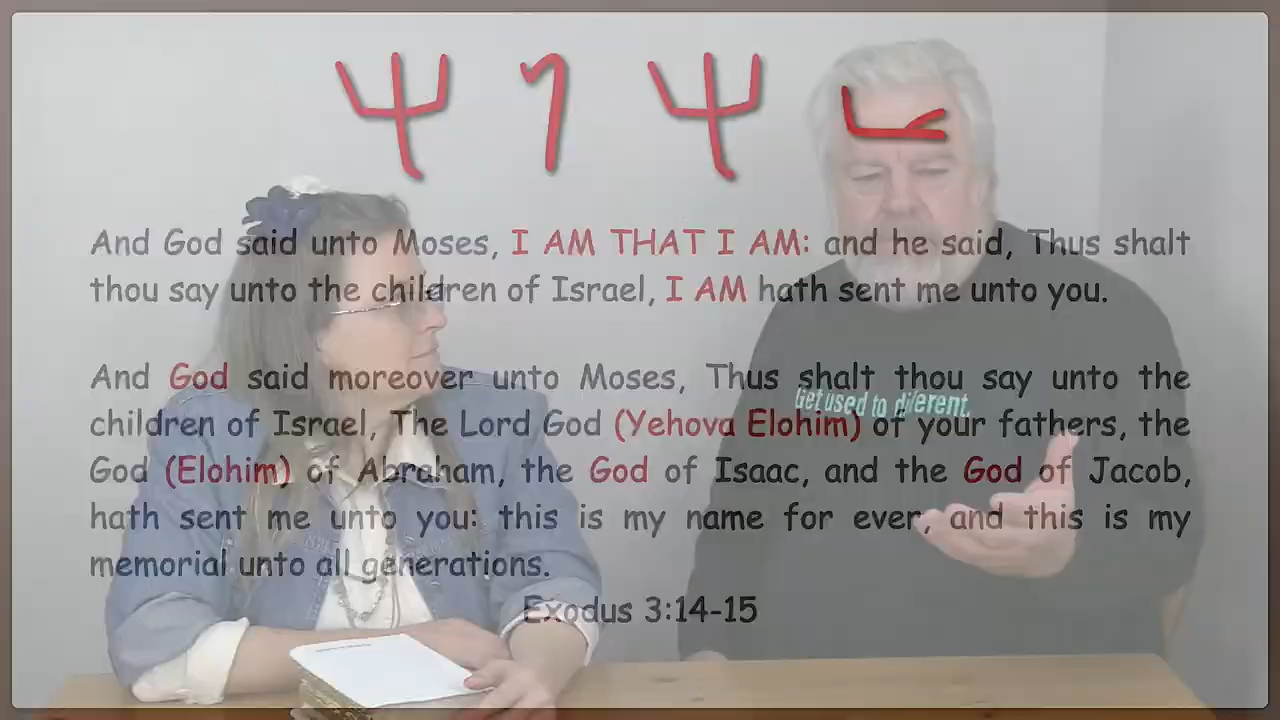 𐤉𐤄𐤅𐤄
And God said unto Moses, I AM THAT I AM: and he said, Thus shalt
thou say unto the children of Israel, I AM hath sent me unto you.
And God said moreover unto Moses, Thus shalt thou say unto the
children of Israel, The Lord God (Yehova Elohim) of your fathers, the
God (Elohim) of Abraham, the God of Isaac, and the God of Jacob,
hath sent me unto you: this is my name for ever, and this is my
memorial unto all generations.
Exodus 3:14-15
Get used to different.